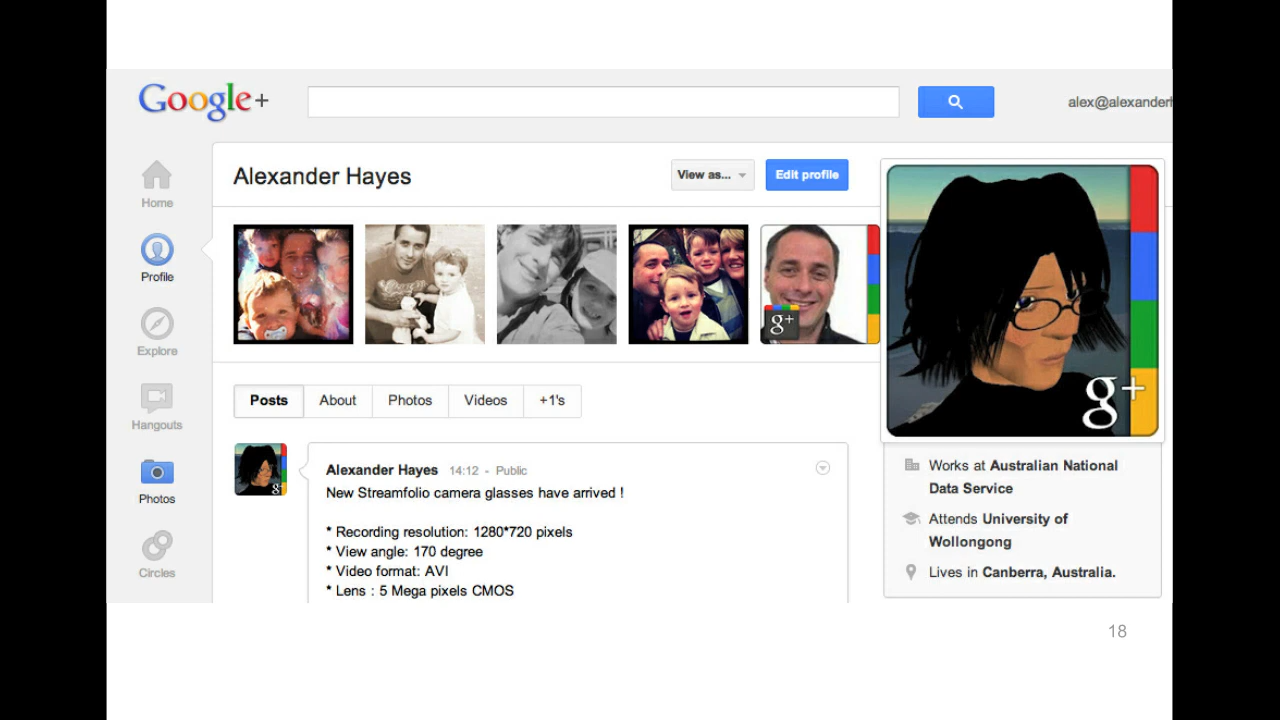 Google+
alex@alexanderh
Alexander Hayes
View as...
Edit profile
Home
Profile
Explore
Hangouts
Photos
Circles
g+
g+
Posts
About
Photos
Videos
+1's
g+
Alexander Hayes 14:12 - Public
New Streamfolio camera glasses have arrived !
* Recording resolution: 1280*720 pixels
* View angle: 170 degree
* Video format: AVI
* Lens : 5 Mega pixels CMOS
Works at Australian National
Data Service
Attends University of
Wollongong
Lives in Canberra, Australia.
18